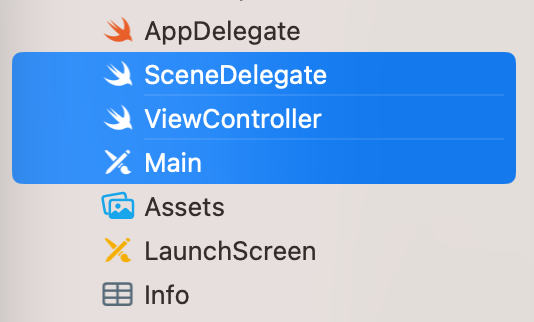 AppDelegate
SceneDelegate
ViewController
Main
Assets
LaunchScreen
Info